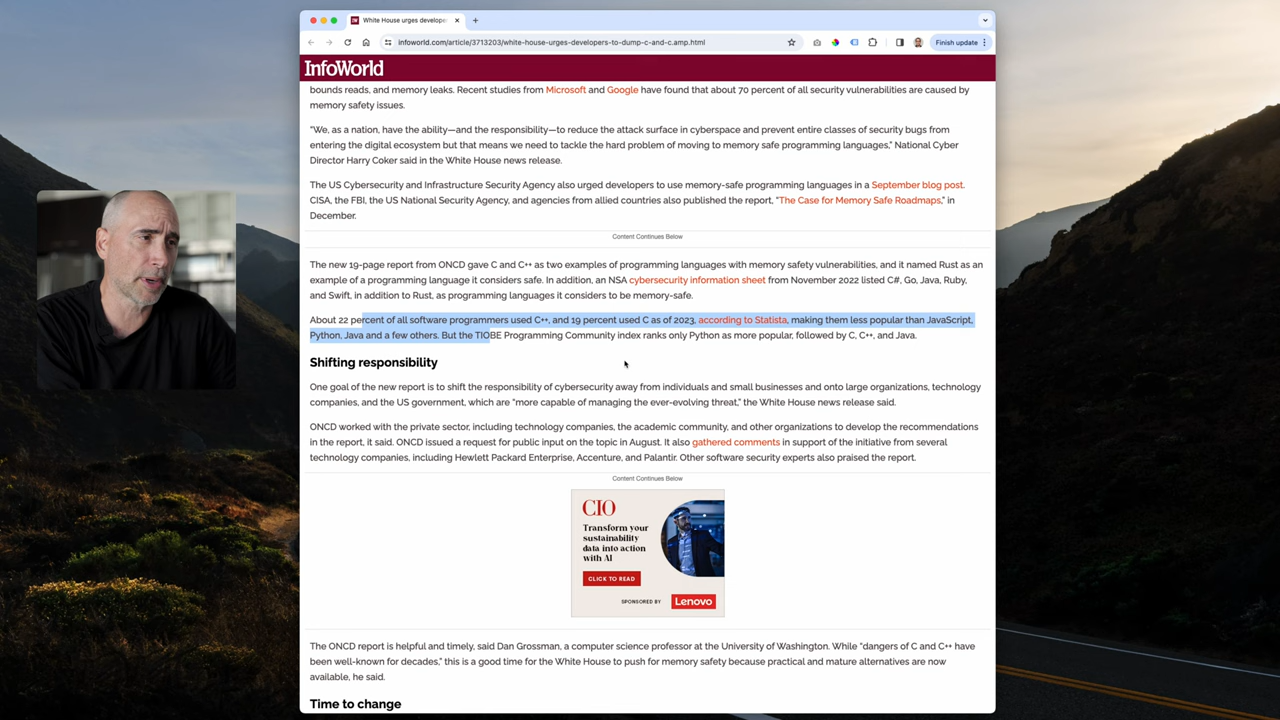 White House urges develope
infoworld.com/article/3713203/white-house-urges-developers-to-dump-c-and-c.amp.html
Finish update
InfoWorld
bounds reads, and memory leaks. Recent studies from Microsoft and Google have found that about 70 percent of all security vulnerabilities are caused by
memory safety issues.
"We, as a nation, have the ability—and the responsibility—to reduce the attack surface in cyberspace and prevent entire classes of security bugs from
entering the digital ecosystem but that means we need to tackle the hard problem of moving to memory safe programming languages," National Cyber
Director Harry Coker said in the White House news release.
The US Cybersecurity and Infrastructure Security Agency also urged developers to use memory-safe programming languages in a September blog post.
CISA, the FBI, the US National Security Agency, and agencies from allied countries also published the report, "The Case for Memory Safe Roadmaps," in
December.
Content Continues Below
The new 19-page report from ONCD gave C and C++ as two examples of programming languages with memory safety vulnerabilities, and it named Rust as an
example of a programming language it considers safe. In addition, an NSA cybersecurity information sheet from November 2022 listed C#, Go, Java, Ruby,
and Swift, in addition to Rust, as programming languages it considers to be memory-safe.
About 22 percent of all software programmers used C++, and 19 percent used C as of 2023, according to Statista, making them less popular than JavaScript,
Python, Java and a few others. But the TIOBE Programming Community index ranks only Python as more popular, followed by C, C++, and Java.
Shifting responsibility
One goal of the new report is to shift the responsibility of cybersecurity away from individuals and small businesses and onto large organizations, technology
companies, and the US government, which are "more capable of managing the ever-evolving threat," the White House news release said.
ONCD worked with the private sector, including technology companies, the academic community, and other organizations to develop the recommendations
in the report, it said. ONCD issued a request for public input on the topic in August. It also gathered comments in support of the initiative from several
technology companies, including Hewlett Packard Enterprise, Accenture, and Palantir. Other software security experts also praised the report.
Content Continues Below
CIO
Transform your
sustainability
data into action
with AI
CLICK TO READ
SPONSORED BY
Lenovo
The ONCD report is helpful and timely, said Dan Grossman, a computer science professor at the University of Washington. While "dangers of C and C++ have
been well-known for decades," this is a good time for the White House to push for memory safety because practical and mature alternatives are now
available, he said.
Time to change